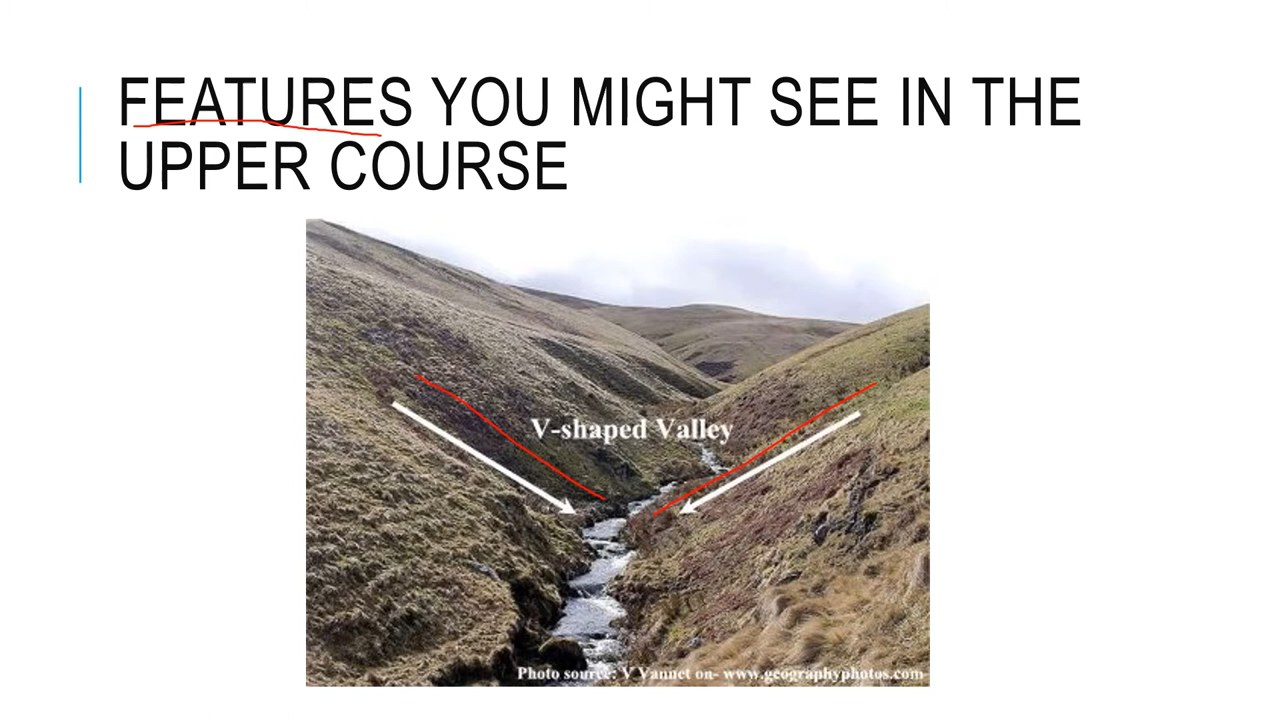 FEATURES YOU MIGHT SEE IN THE
UPPER COURSE
V-shaped Valley
Photo source: V Vannet on- www.geographyphotos.com